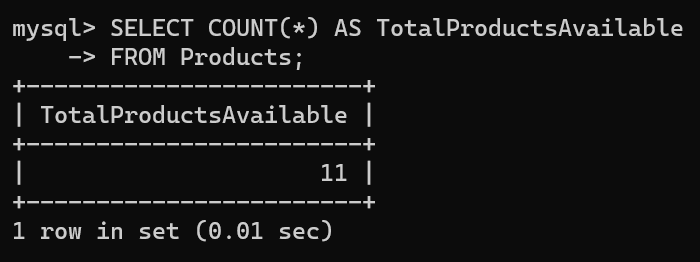 mysql> SELECT COUNT(*) AS TotalProductsAvailable
    -> FROM Products;
+------------------------+
| TotalProductsAvailable |
+------------------------+
|                     11 |
+------------------------+
1 row in set (0.01 sec)